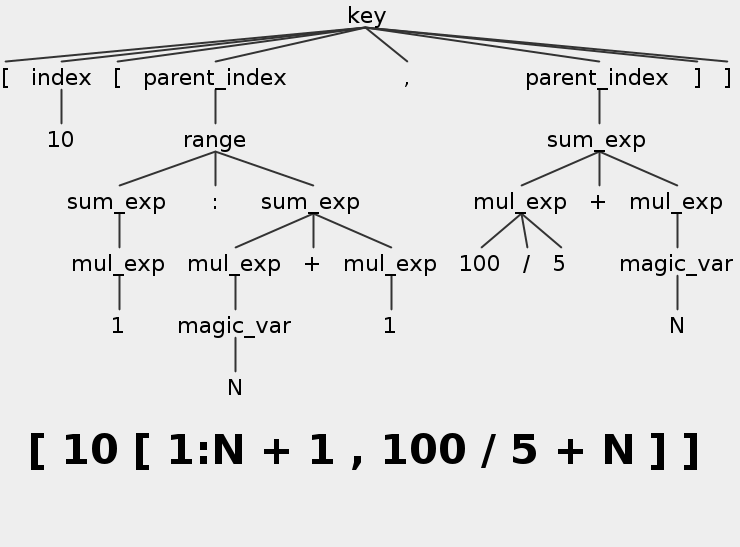 key
[ index [ parent_index , parent_index ] ]
10 range sum_exp
sum_exp : sum_exp mul_exp + mul_exp
mul_exp mul_exp + mul_exp 100 / 5 magic_var
1 magic_var 1 N
N
[ 10 [ 1:N + 1 , 100 / 5 + N ] ]